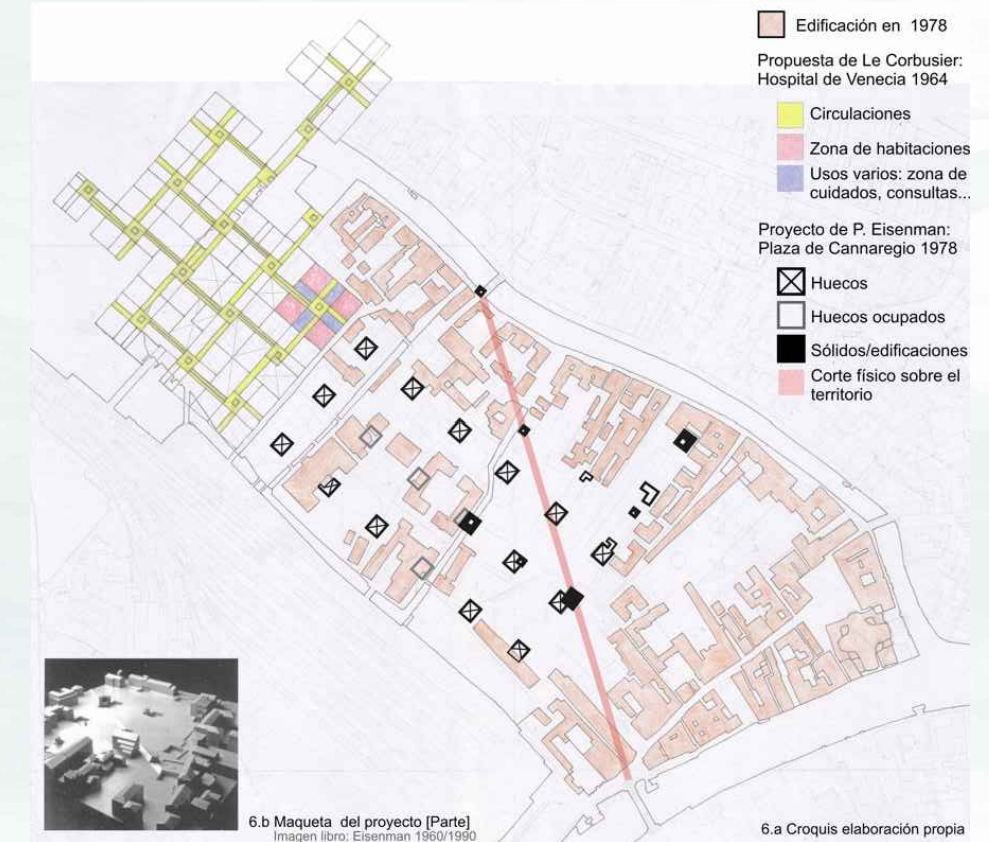 Edificación en 1978
Propuesta de Le Corbusier:
Hospital de Venecia 1964
Circulaciones
Zona de habitaciones
Usos varios: zona de
cuidados, consultas...
Proyecto de P. Eisenman:
Plaza de Cannaregio 1978
Huecos
Huecos ocupados
Sólidos/edificaciones
Corte físico sobre el
territorio
6.b Maqueta del proyecto [Parte]
Imagen libro: Eisenman 1960/1990
6.a Croquis elaboración propia